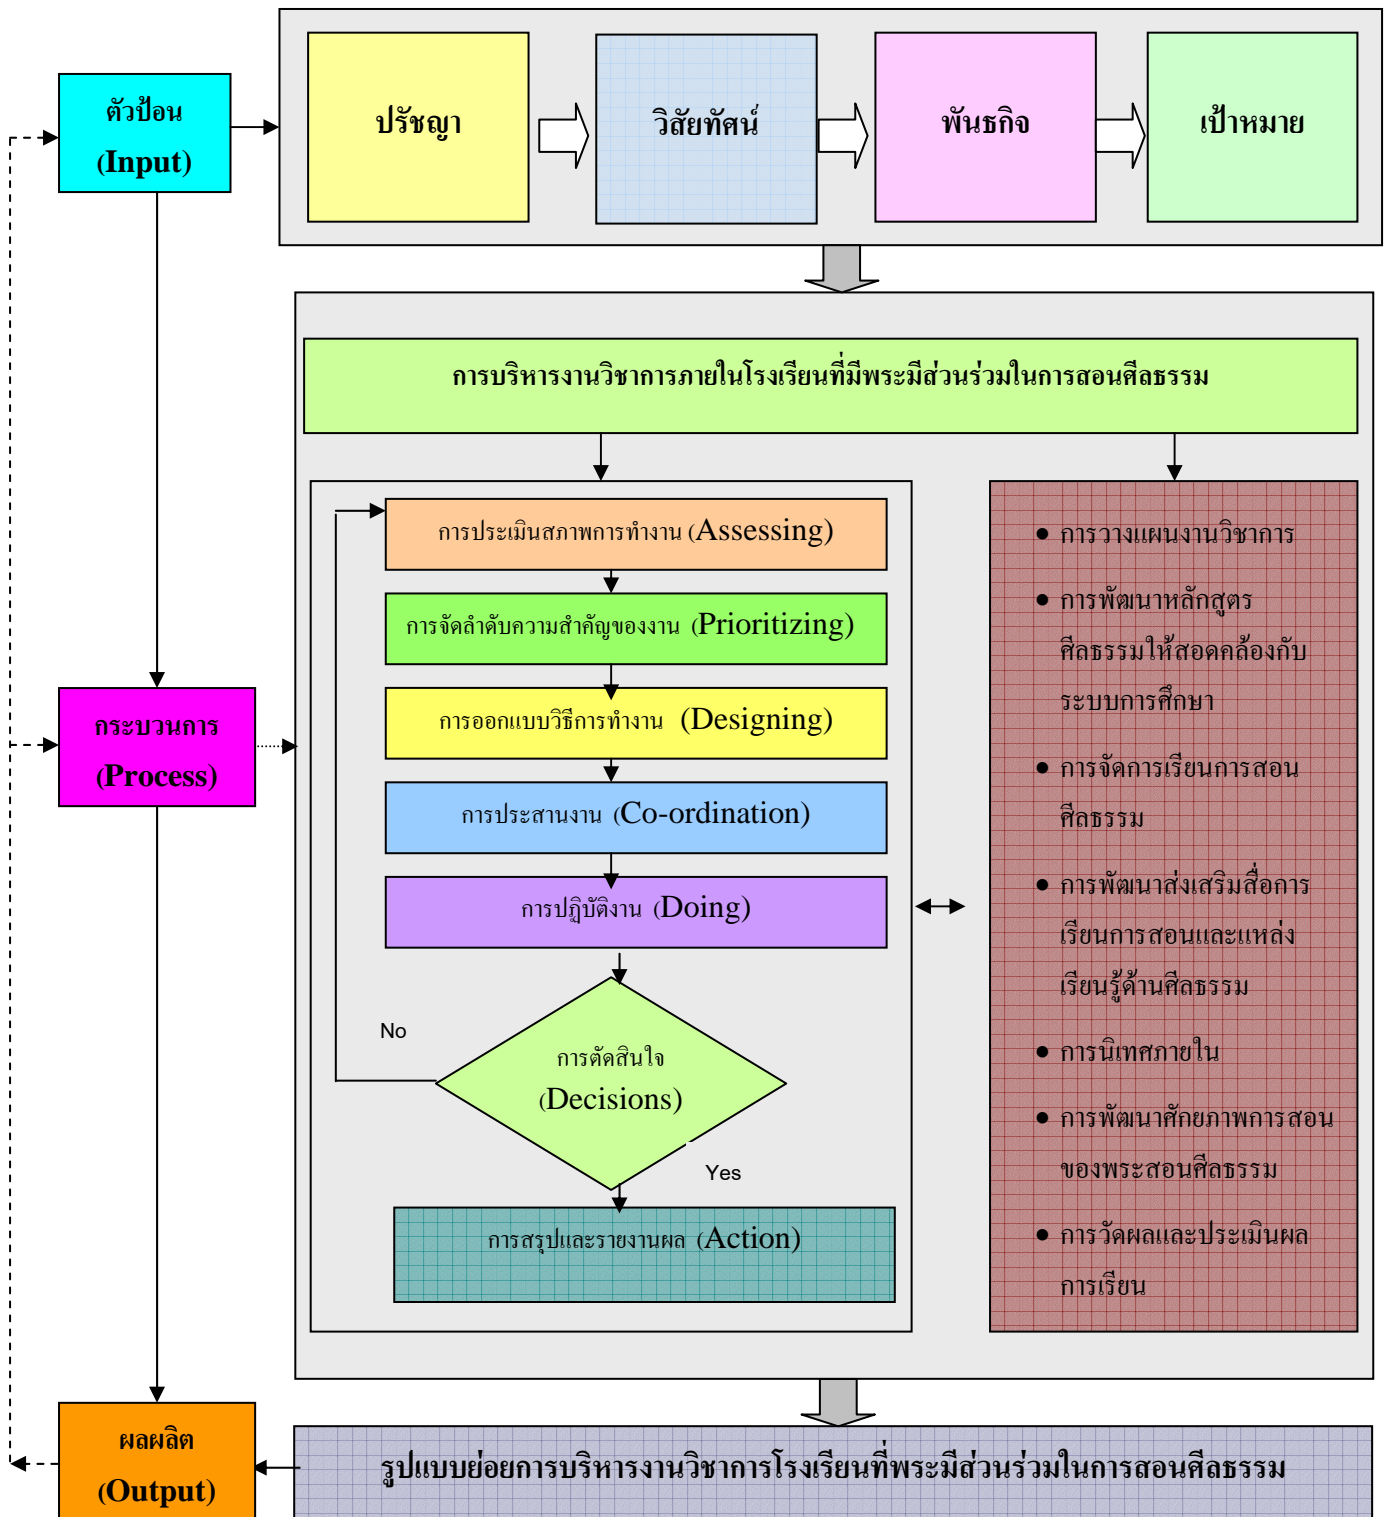 ตัวป้อน
(Input)
ปรัชญา
วิสัยทัศน์
พันธกิจ
เป้าหมาย
การบริหารงานวิชาการภายในโรงเรียนที่มีพระมีส่วนร่วมในการสอนศีลธรรม
การประเมินสภาพการทำงาน (Assessing)
การจัดลำดับความสำคัญของงาน (Prioritizing)
การออกแบบวิธีการทำงาน (Designing)
การประสานงาน (Co-ordination)
การปฏิบัติงาน (Doing)
No
การตัดสินใจ
(Decisions)
Yes
การสรุปและรายงานผล (Action)
• การวางแผนงานวิชาการ
• การพัฒนาหลักสูตร
ศีลธรรมให้สอดคล้องกับ
ระบบการศึกษา
• การจัดการเรียนการสอน
ศีลธรรม
• การพัฒนาส่งเสริมสื่อการ
เรียนการสอนและแหล่ง
เรียนรู้ด้านศีลธรรม
• การนิเทศภายใน
• การพัฒนาศักยภาพการสอน
ของพระสอนศีลธรรม
• การวัดผลและประเมินผล
การเรียน
กระบวนการ
(Process)
ผลผลิต
(Output)
รูปแบบย่อยการบริหารงานวิชาการโรงเรียนที่พระมีส่วนร่วมในการสอนศีลธรรม